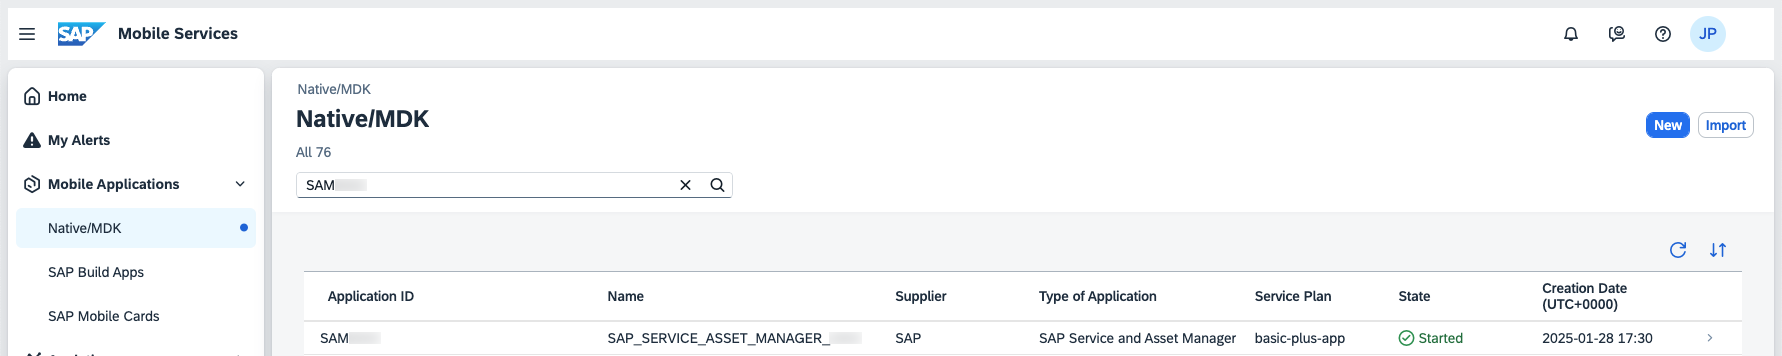 SAP Mobile Services
JP
Home
My Alerts
Mobile Applications
Native/MDK
SAP Build Apps
SAP Mobile Cards
Native/MDK
Native/MDK
All 76
New
Import
SAM
Application ID
Name
Supplier
Type of Application
Service Plan
State
Creation Date
(UTC+0000)
SAM
SAP_SERVICE_ASSET_MANAGER_
SAP
SAP Service and Asset Manager
basic-plus-app
Started
2025-01-28 17:30